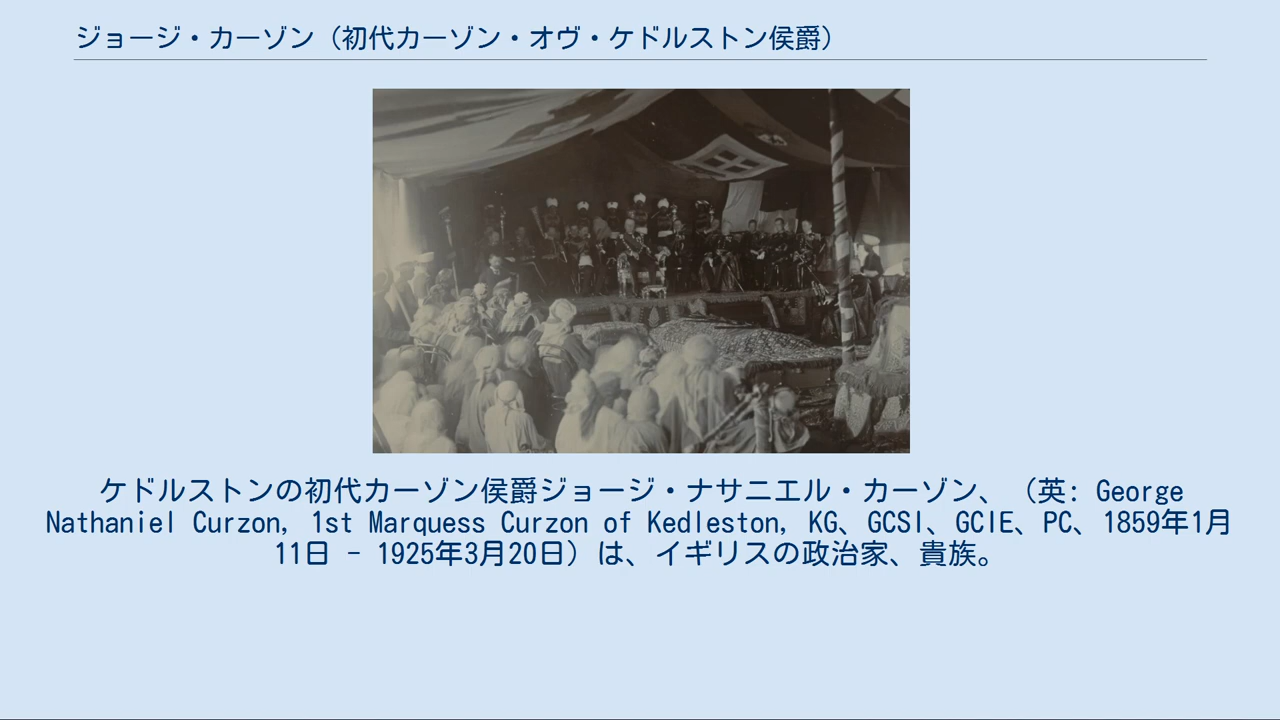 ジョージ・カーゾン（初代カーゾン・オヴ・ケドルストン侯爵）
ケドルストンの初代カーゾン侯爵ジョージ・ナサニエル・カーゾン、（英: George
Nathaniel Curzon, 1st Marquess Curzon of Kedleston, KG、GCSI、GCIE、PC、1859年1月
11日 - 1925年3月20日）は、イギリスの政治家、貴族。